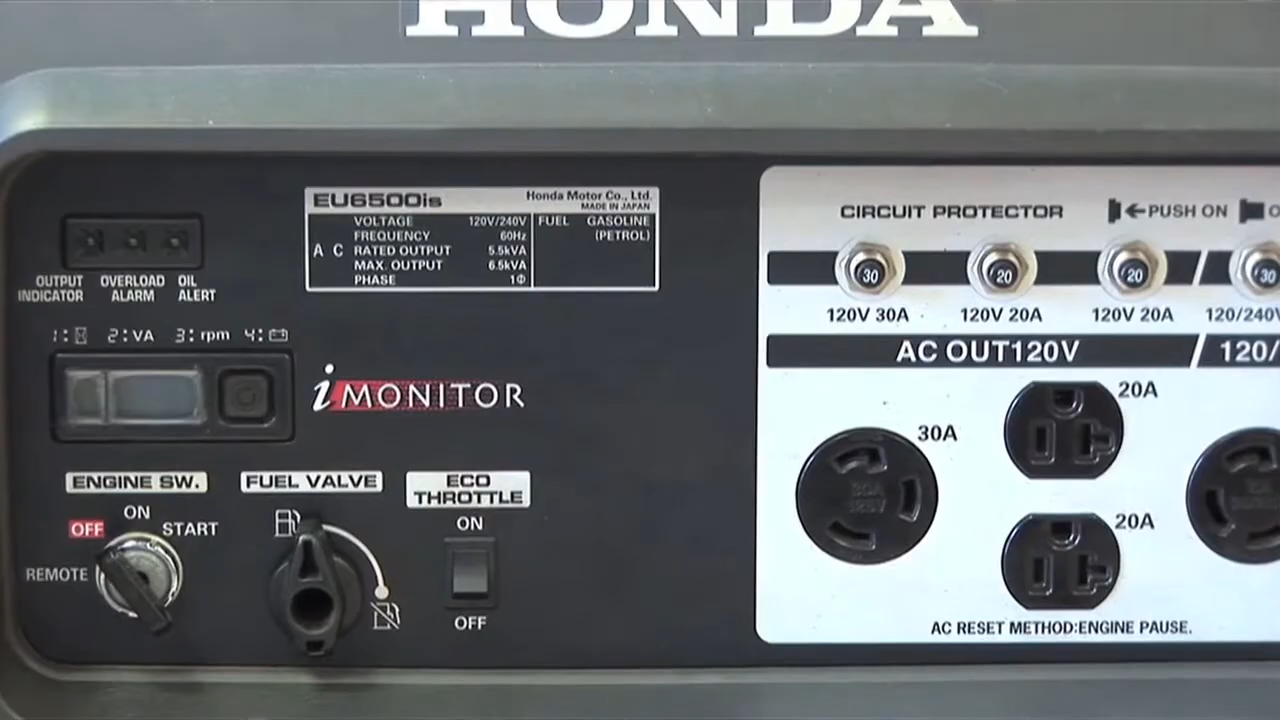 HONDA
EU6500is
Honda Motor Co., Ltd.
MADE IN JAPAN
A C
VOLTAGE 120V/240V
FREQUENCY 60Hz
RATED OUTPUT 5.5kVA
MAX. OUTPUT 6.5kVA
PHASE 1Φ
FUEL GASOLINE
(PETROL)
OUTPUT
INDICATOR
OVERLOAD
ALARM
OIL
ALERT
1: 2:VA 3:rpm 4:
i MONITOR
ENGINE SW.
OFF
ON
START
REMOTE
FUEL VALVE
ECO
THROTTLE
ON
OFF
CIRCUIT PROTECTOR
PUSH ON
30
20
20
30
120V 30A
120V 20A
120V 20A
120/240V
AC OUT120V
120/
30A
20A
20A
AC RESET METHOD:ENGINE PAUSE.